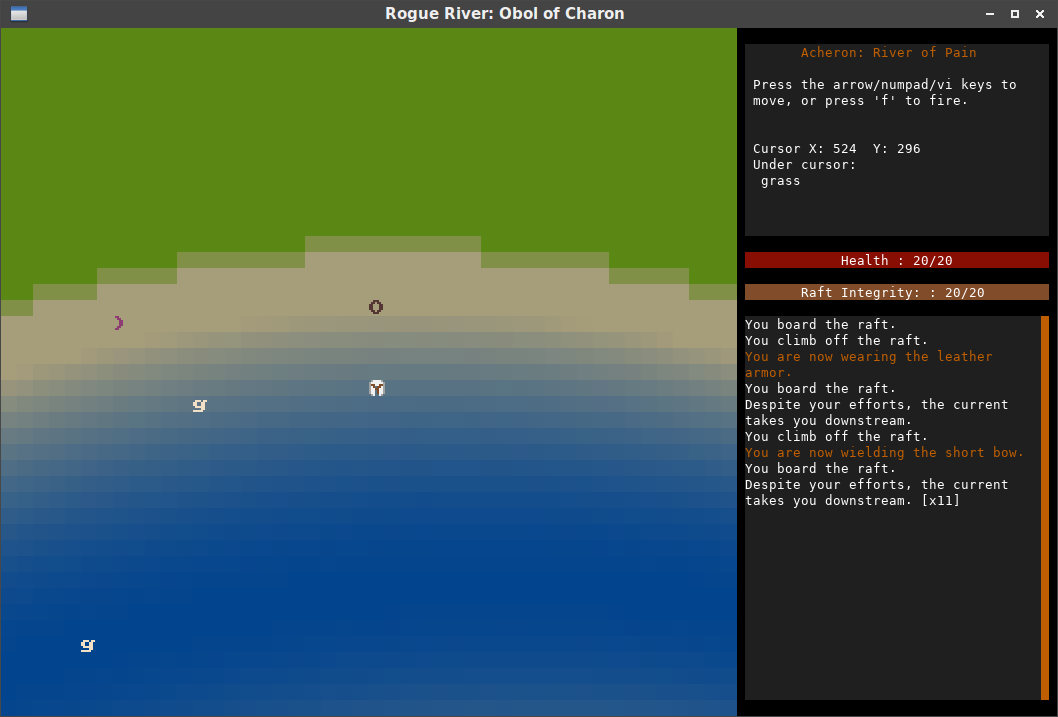 Rogue River: Obol of Charon
Acheron: River of Pain
Press the arrow/numpad/vi keys to
move, or press 'f' to fire.
Cursor X: 524  Y: 296
Under cursor:
grass
Health : 20/20
Raft Integrity: : 20/20
You board the raft.
You climb off the raft.
You are now wearing the leather
armor.
You board the raft.
Despite your efforts, the current
takes you downstream.
You climb off the raft.
You are now wielding the short bow.
You board the raft.
Despite your efforts, the current
takes you downstream. [x11]
gr
gr